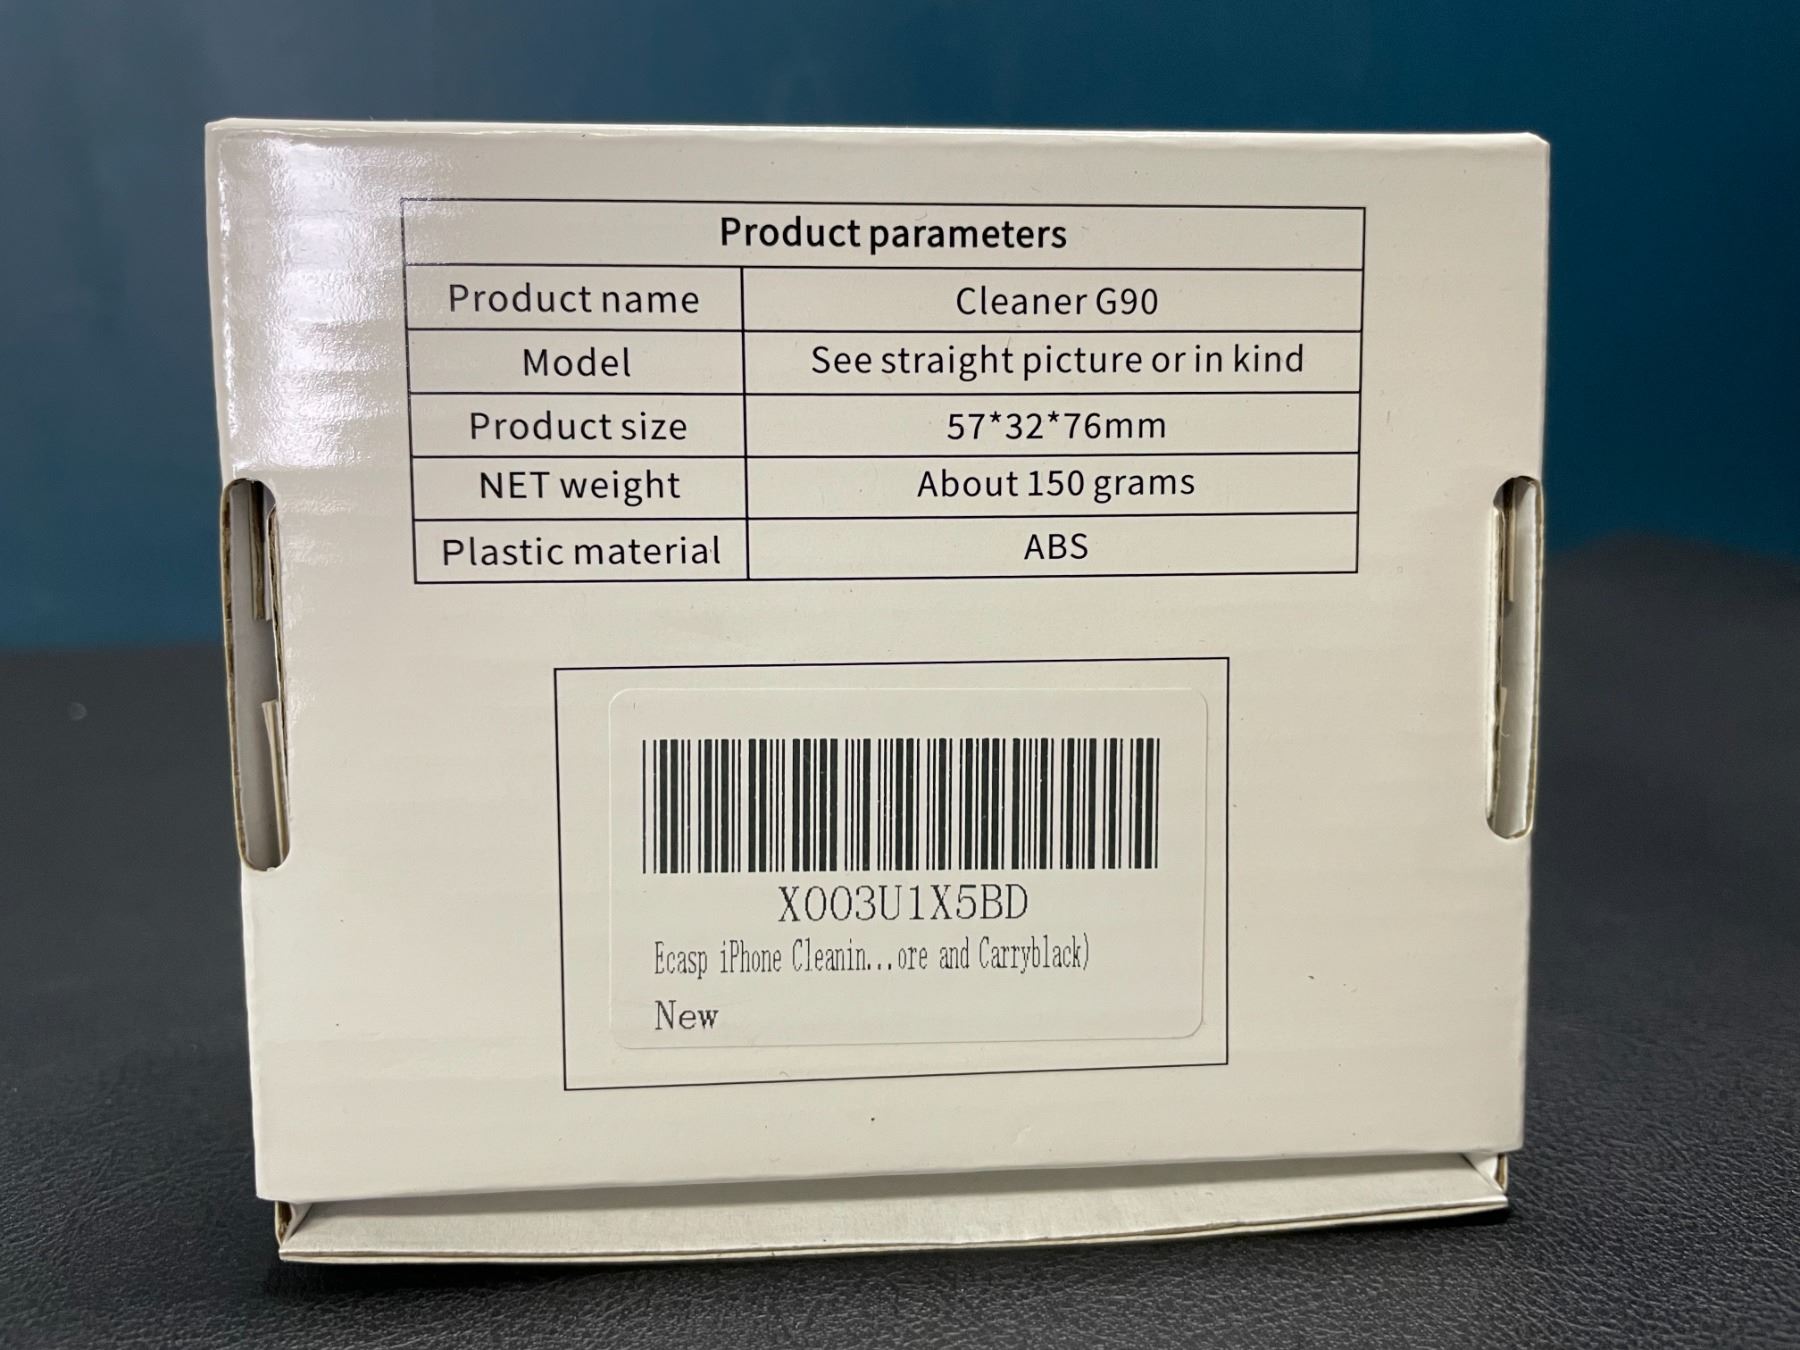 Product parameters
Product name Cleaner G90
Model See straight picture or in kind
Product size 57*32*76mm
NET weight About 150 grams
Plastic material ABS
X003U1X5BD
Ecasp iPhone Cleanin...ore and Carryblack)
New